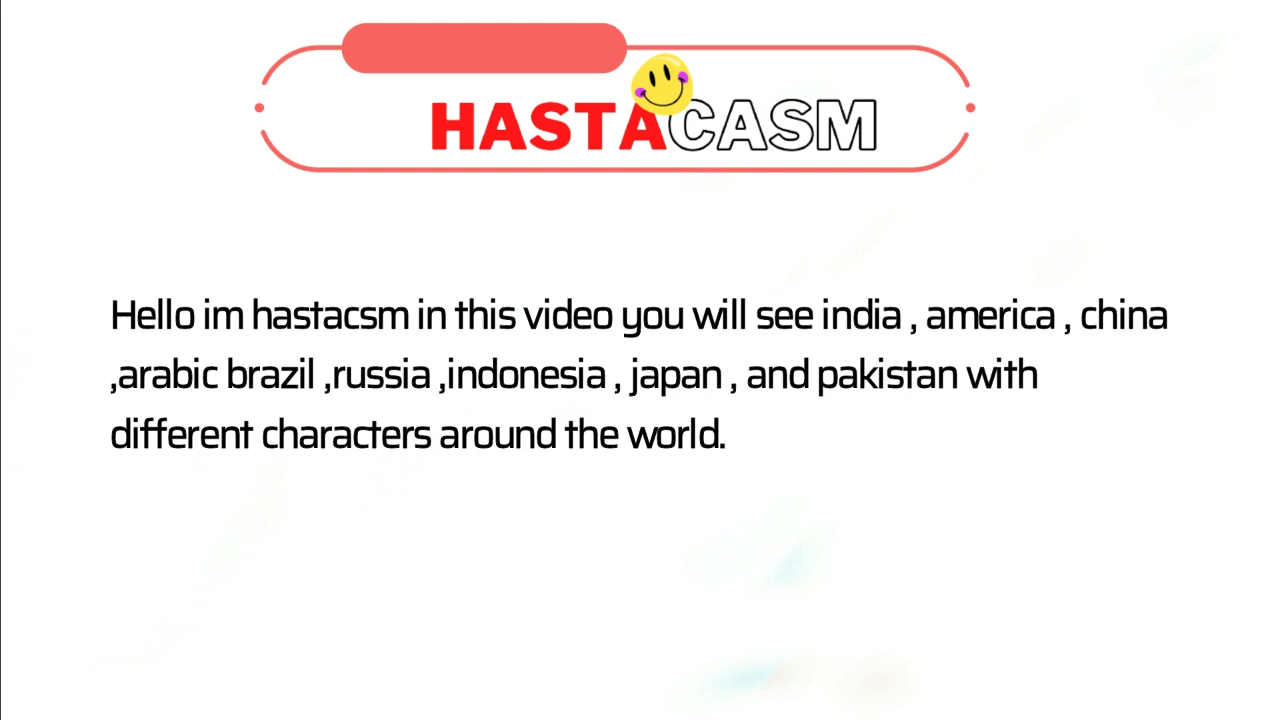 HASTACASM
Hello im hastacsm in this video you will see india , america , china
,arabic brazil ,russia ,indonesia , japan , and pakistan with
different characters around the world.